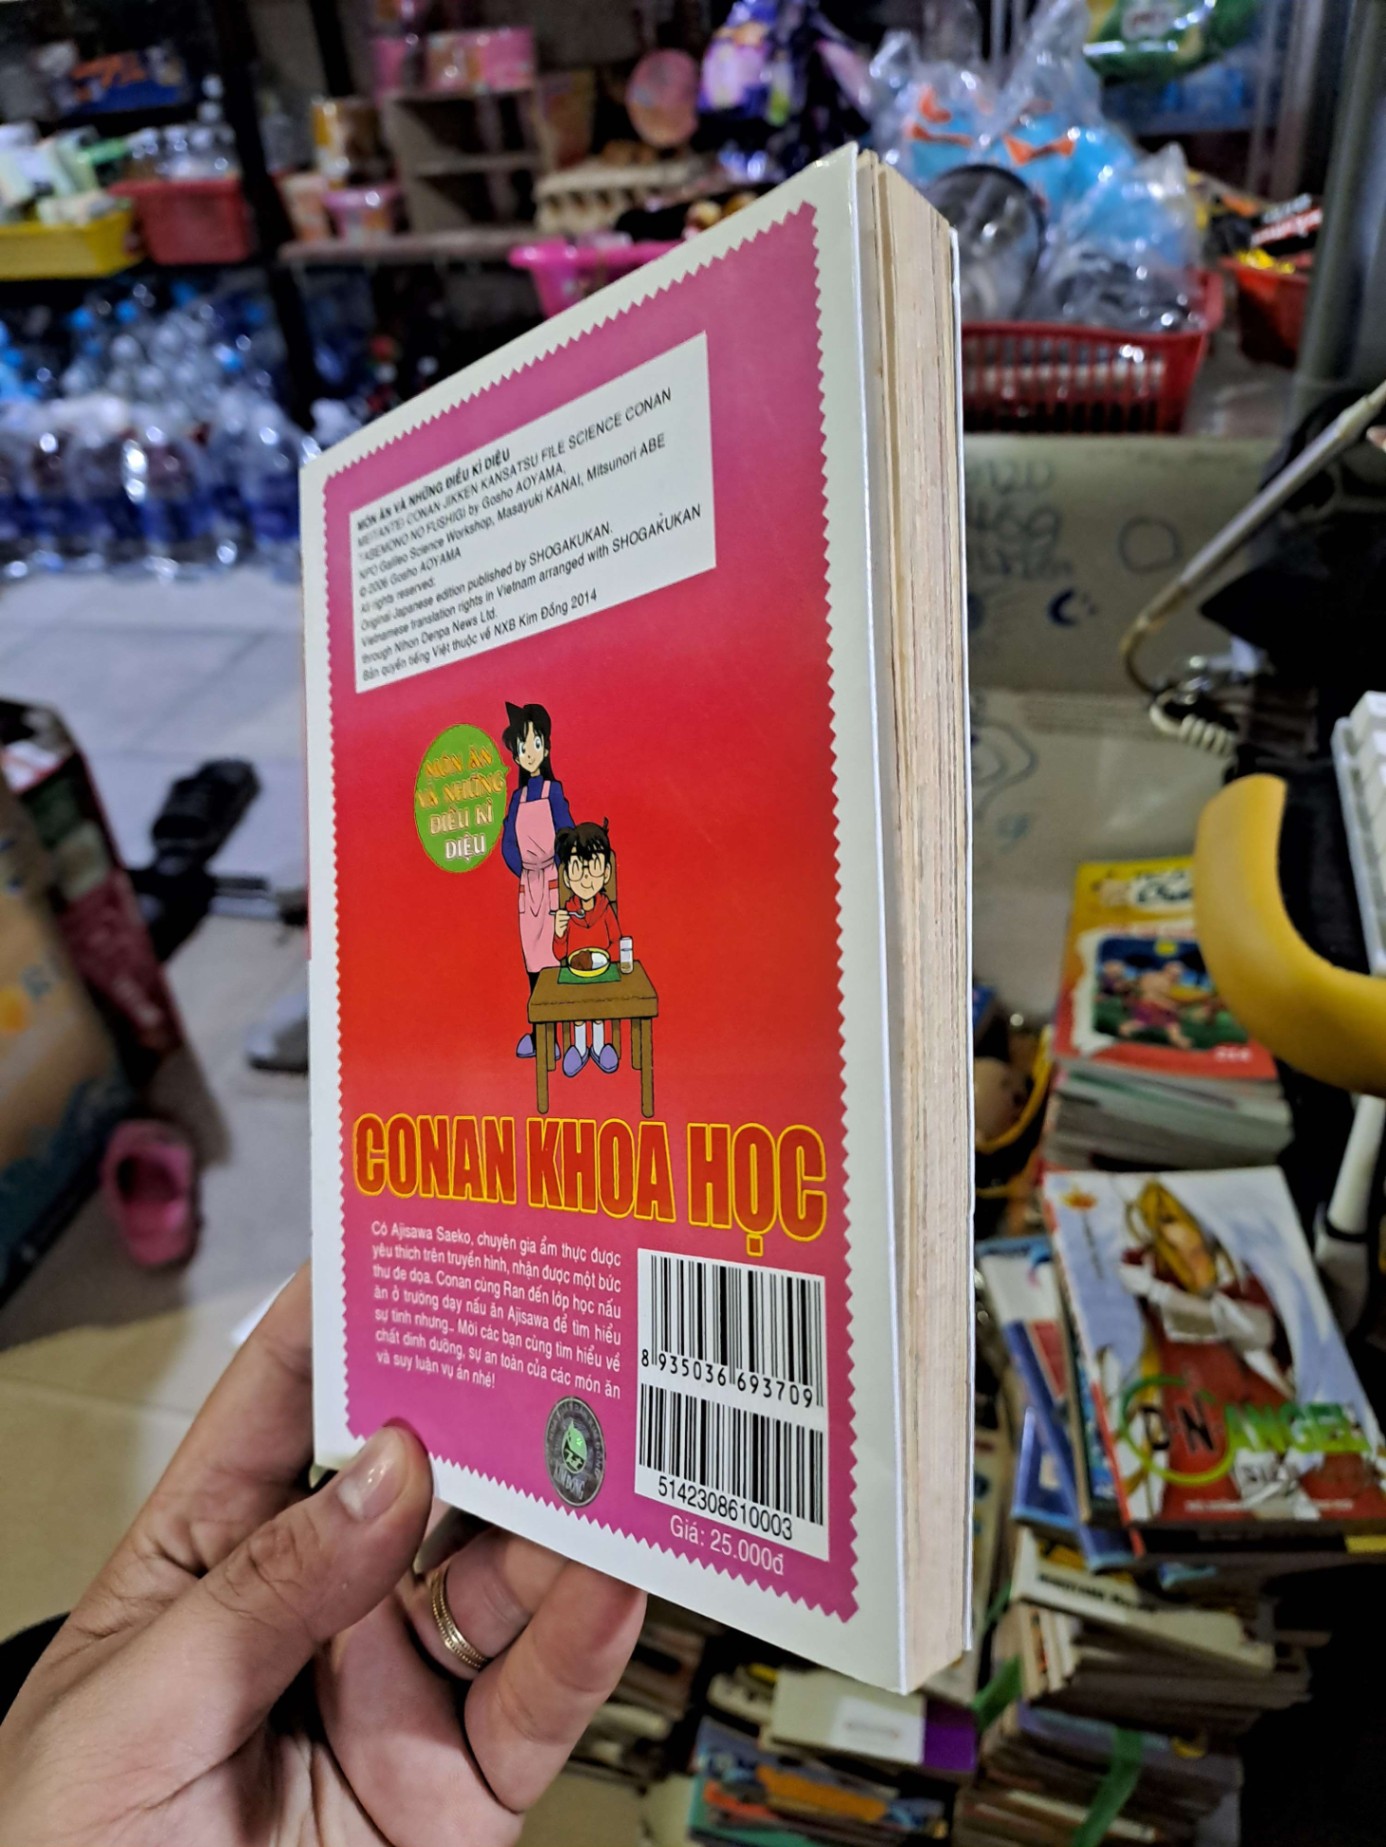 MÓN ĂN VÀ NHỮNG ĐIỀU KÌ DIỆU
MEITANTEI CONAN JIKKEN KANSATSU FILE SCIENCE CONAN
TABEMONO NO FUSHIGI by Gosho AOYAMA,
NPO Galileo Science Workshop, Masayuki KANAI, Mitsunori ABE
© 2006 Gosho AOYAMA
All rights reserved.
Original Japanese edition published by SHOGAKUKAN.
Vietnamese translation rights in Vietnam arranged with SHOGAKUKAN
through Nihon Denpa News Ltd.
Bản quyền tiếng Việt thuộc về NXB Kim Đồng 2014
MÓN ĂN
VÀ NHỮNG
ĐIỀU KÌ
DIỆU
CONAN KHOA HỌC
Cô Ajisawa Saeko, chuyên gia ẩm thực được
yêu thích trên truyền hình, nhận được một bức
thư đe dọa. Conan cùng Ran đến lớp học nấu
ăn ở trường dạy nấu ăn Ajisawa để tìm hiểu
sự tình nhưng... Mời các bạn cùng tìm hiểu về
chất dinh dưỡng, sự an toàn của các món ăn
và suy luận vụ án nhé!
8 935036 693709
5142308610003
Giá: 25.000đ
ANGEL